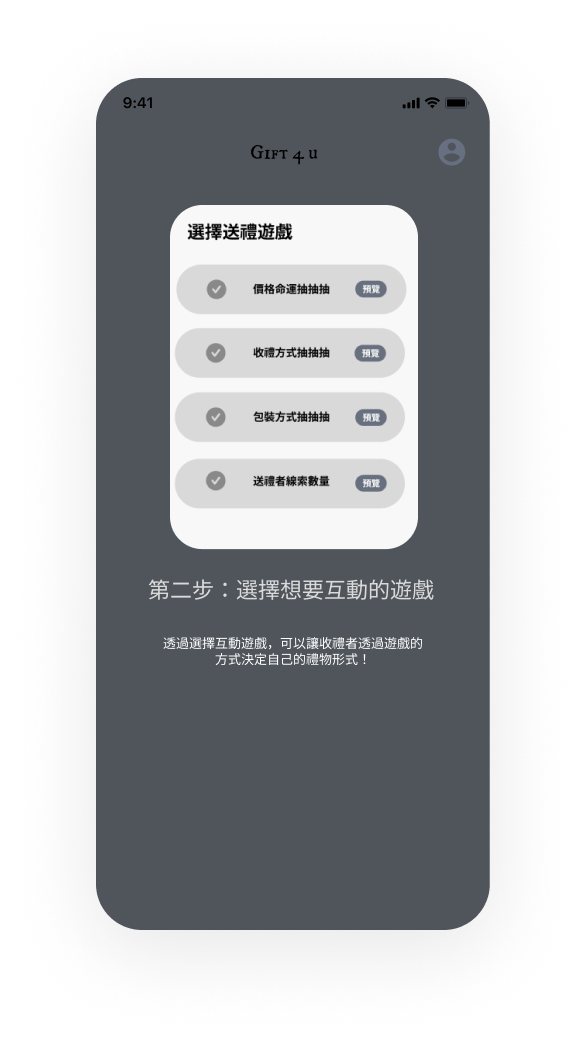 9:41
GIFT 4 U
選擇送禮遊戲
價格命運抽抽抽
預覽
收禮方式抽抽抽
預覽
包裝方式抽抽抽
預覽
送禮者線索數量
預覽
第二步：選擇想要互動的遊戲
透過選擇互動遊戲，可以讓收禮者透過遊戲的
方式決定自己的禮物形式！